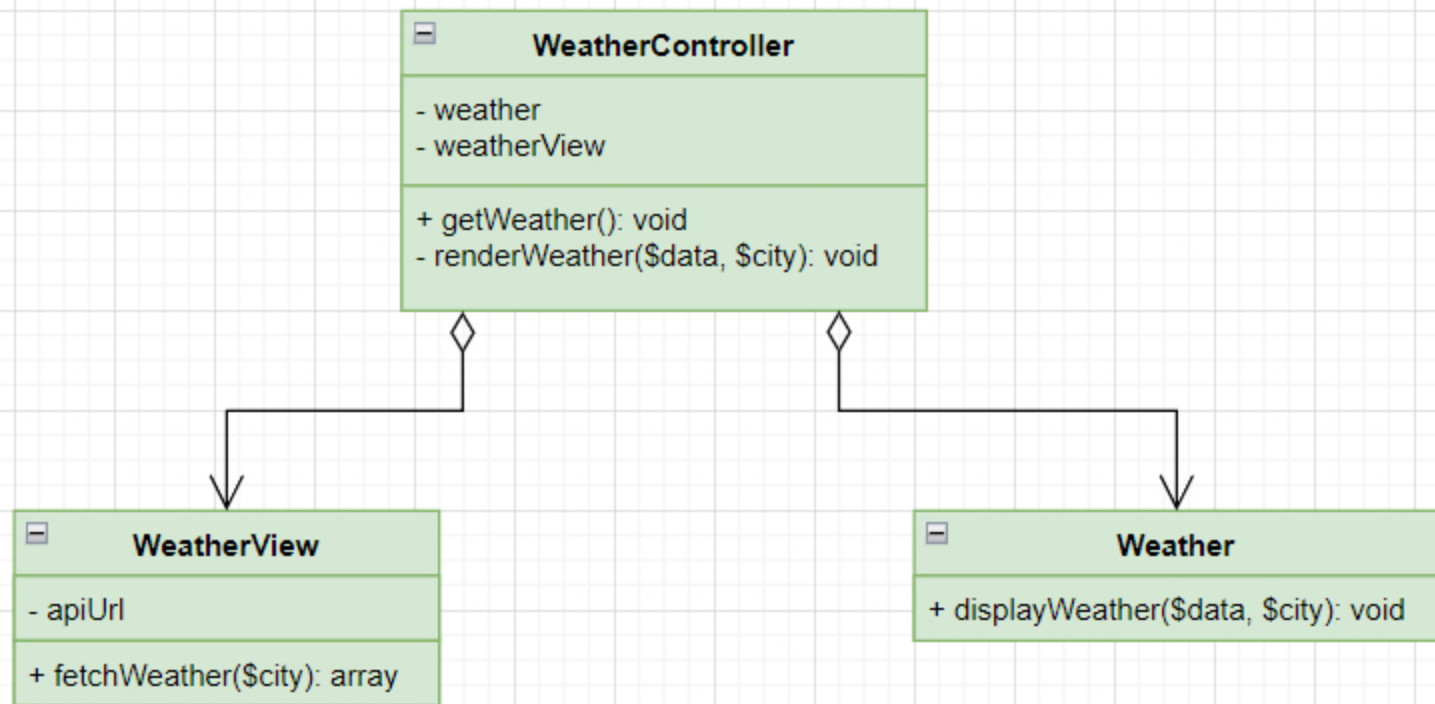 WeatherController
- weather
- weatherView
+ getWeather(): void
- renderWeather($data, $city): void
WeatherView
- apiUrl
+ fetchWeather($city): array
Weather
+ displayWeather($data, $city): void